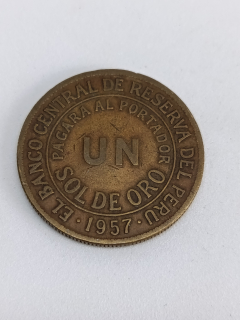 EL BANCO CENTRAL DE RESERVA DEL PERU
PAGARA AL PORTADOR
UN
SOL DE ORO
· 1957 ·